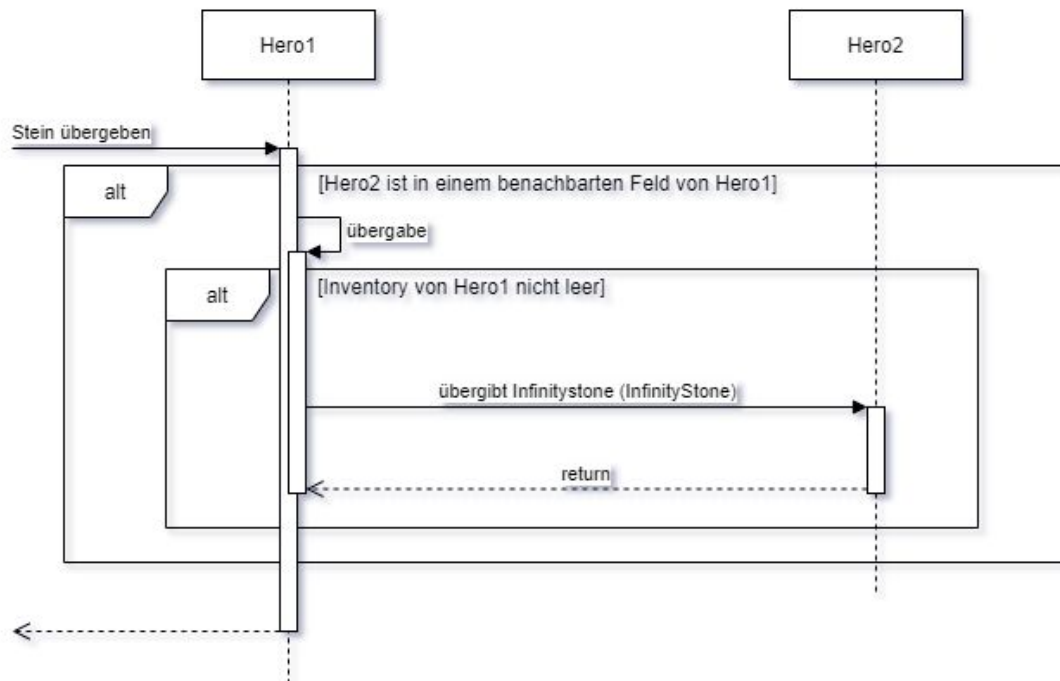 Hero1
Hero2
Stein übergeben
alt
[Hero2 ist in einem benachbarten Feld von Hero1]
übergabe
alt
[Inventory von Hero1 nicht leer]
übergibt Infinitystone (InfinityStone)
return